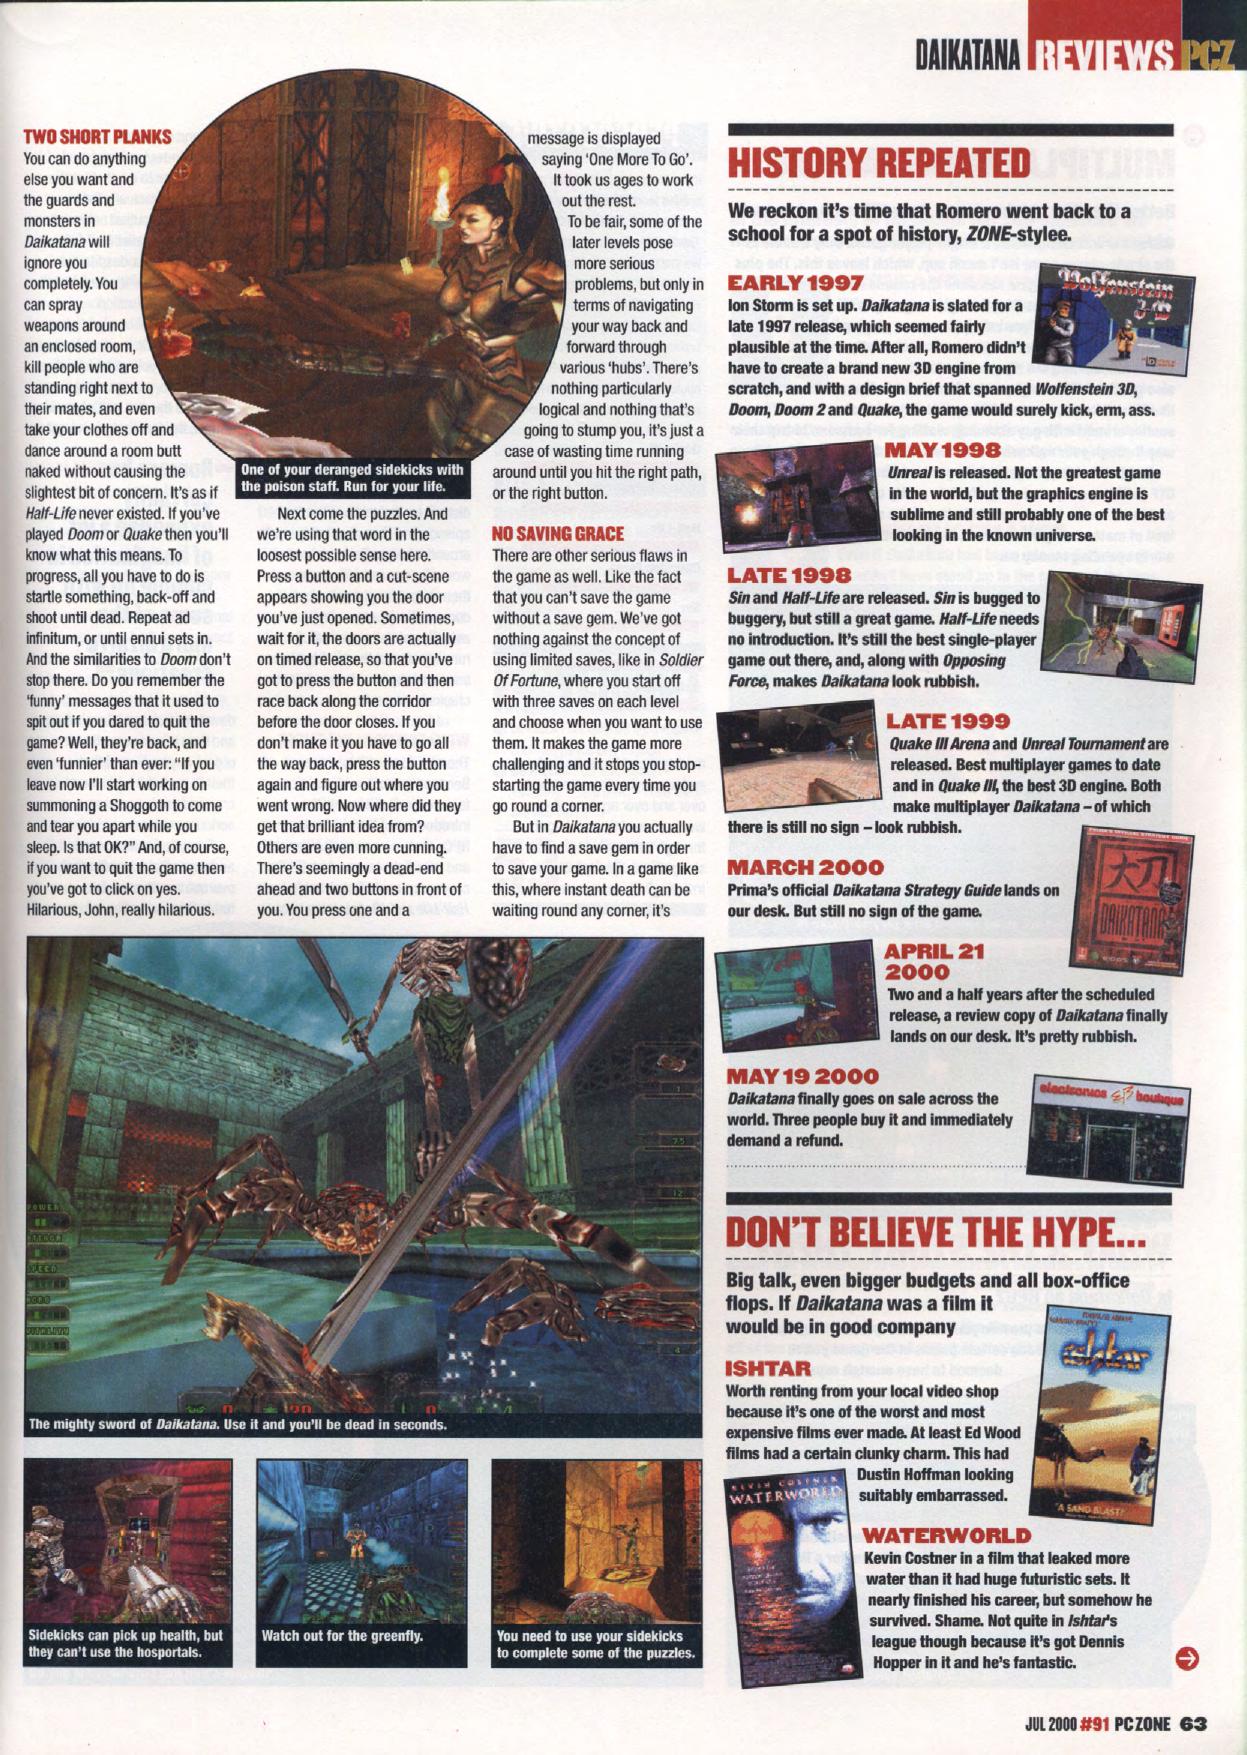 DAIKATANA REVIEWS PCZ
TWO SHORT PLANKS
You can do anything
else you want and
the guards and
monsters in
Daikatana will
ignore you
completely. You
can spray
weapons around
an enclosed room,
kill people who are
standing right next to
their mates, and even
take your clothes off and
dance around a room butt
naked without causing the
slightest bit of concern. It's as if
Half-Life never existed. If you've
played Doom or Quake then you'll
know what this means. To
progress, all you have to do is
startle something, back-off and
shoot until dead. Repeat ad
infinitum, or until ennui sets in.
And the similarities to Doom don't
stop there. Do you remember the
'funny' messages that it used to
spit out if you dared to quit the
game? Well, they're back, and
even 'funnier' than ever: "If you
leave now I'll start working on
summoning a Shoggoth to come
and tear you apart while you
sleep. Is that OK?" And, of course,
if you want to quit the game then
you've got to click on yes.
Hilarious, John, really hilarious.
One of your deranged sidekicks with
the poison staff. Run for your life.
Next come the puzzles. And
we're using that word in the
loosest possible sense here.
Press a button and a cut-scene
appears showing you the door
you've just opened. Sometimes,
wait for it, the doors are actually
on timed release, so that you've
got to press the button and then
race back along the corridor
before the door closes. If you
don't make it you have to go all
the way back, press the button
again and figure out where you
went wrong. Now where did they
get that brilliant idea from?
Others are even more cunning.
There's seemingly a dead-end
ahead and two buttons in front of
you. You press one and a
message is displayed
saying 'One More To Go'.
It took us ages to work
out the rest.
To be fair, some of the
later levels pose
more serious
problems, but only in
terms of navigating
your way back and
forward through
various 'hubs'. There's
nothing particularly
logical and nothing that's
going to stump you, it's just a
case of wasting time running
around until you hit the right path,
or the right button.
NO SAVING GRACE
There are other serious flaws in
the game as well. Like the fact
that you can't save the game
without a save gem. We've got
nothing against the concept of
using limited saves, like in Soldier
Of Fortune, where you start off
with three saves on each level
and choose when you want to use
them. It makes the game more
challenging and it stops you stop-
starting the game every time you
go round a corner.
But in Daikatana you actually
have to find a save gem in order
to save your game. In a game like
this, where instant death can be
waiting round any corner, it's
POWER
ATTACK
SPEED
ACRO
VITALITY
1
75
12
4
The mighty sword of Daikatana. Use it and you'll be dead in seconds.
Sidekicks can pick up health, but
they can't use the hosportals.
Watch out for the greenfly.
You need to use your sidekicks
to complete some of the puzzles.
HISTORY REPEATED
We reckon it's time that Romero went back to a
school for a spot of history, ZONE-stylee.
EARLY 1997
Ion Storm is set up. Daikatana is slated for a
late 1997 release, which seemed fairly
plausible at the time. After all, Romero didn't
have to create a brand new 3D engine from
scratch, and with a design brief that spanned Wolfenstein 3D,
Doom, Doom 2 and Quake, the game would surely kick, erm, ass.
Wolfenstein
3-D
MAY 1998
Unreal is released. Not the greatest game
in the world, but the graphics engine is
sublime and still probably one of the best
looking in the known universe.
LATE 1998
Sin and Half-Life are released. Sin is bugged to
buggery, but still a great game. Half-Life needs
no introduction. It's still the best single-player
game out there, and, along with Opposing
Force, makes Daikatana look rubbish.
LATE 1999
Quake III Arena and Unreal Tournament are
released. Best multiplayer games to date
and in Quake III, the best 3D engine. Both
make multiplayer Daikatana – of which
there is still no sign – look rubbish.
MARCH 2000
Prima's official Daikatana Strategy Guide lands on
our desk. But still no sign of the game.
PRIMA'S OFFICIAL STRATEGY GUIDE
大刀
DAIKATANA
APRIL 21
2000
Two and a half years after the scheduled
release, a review copy of Daikatana finally
lands on our desk. It's pretty rubbish.
MAY 19 2000
Daikatana finally goes on sale across the
world. Three people buy it and immediately
demand a refund.
electronics EB boutique
DON'T BELIEVE THE HYPE...
Big talk, even bigger budgets and all box-office
flops. If Daikatana was a film it
would be in good company
ISHTAR
Worth renting from your local video shop
because it's one of the worst and most
expensive films ever made. At least Ed Wood
films had a certain clunky charm. This had
Dustin Hoffman looking
suitably embarrassed.
ishtar
"A SAND BLAST!"
KEVIN COSTNER
WATERWORLD
WATERWORLD
Kevin Costner in a film that leaked more
water than it had huge futuristic sets. It
nearly finished his career, but somehow he
survived. Shame. Not quite in Ishtar's
league though because it's got Dennis
Hopper in it and he's fantastic.
JUL 2000 #91 PC ZONE 63